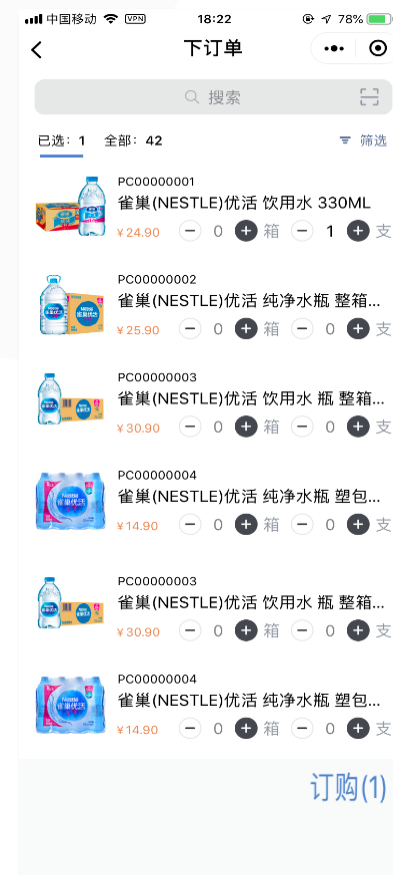 中国移动 VPN 18:22 78%
下订单
搜索
已选：1 全部：42 筛选
PC00000001
雀巢(NESTLE)优活 饮用水 330ML
￥24.90 0 箱 1 支
PC00000002
雀巢(NESTLE)优活 纯净水瓶 整箱...
￥25.90 0 箱 0 支
PC00000003
雀巢(NESTLE)优活 饮用水 瓶 整箱...
￥30.90 0 箱 0 支
PC00000004
雀巢(NESTLE)优活 纯净水瓶 塑包...
￥14.90 0 箱 0 支
PC00000003
雀巢(NESTLE)优活 饮用水 瓶 整箱...
￥30.90 0 箱 0 支
PC00000004
雀巢(NESTLE)优活 纯净水瓶 塑包...
￥14.90 0 箱 0 支
订购(1)